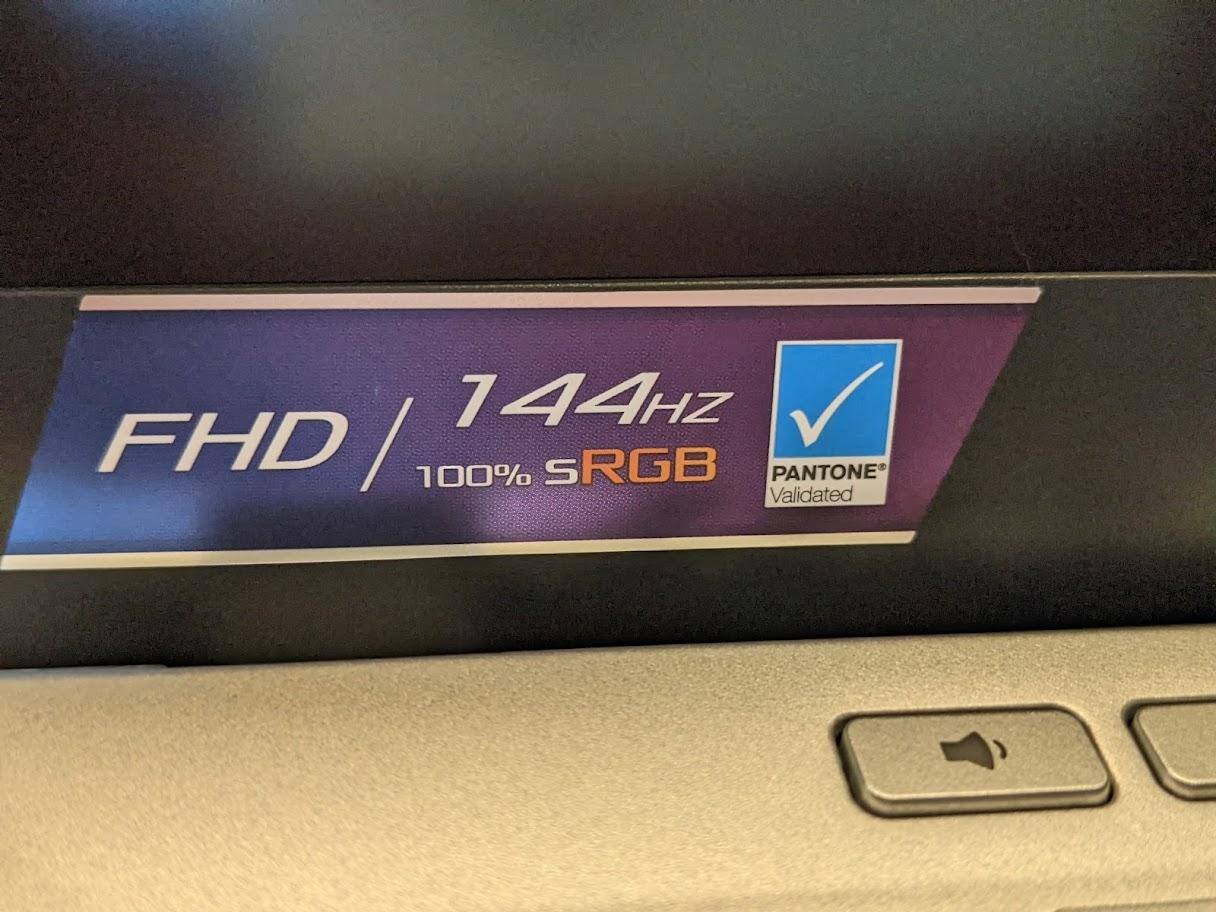 FHD / 144HZ
100% sRGB
PANTONE®
Validated